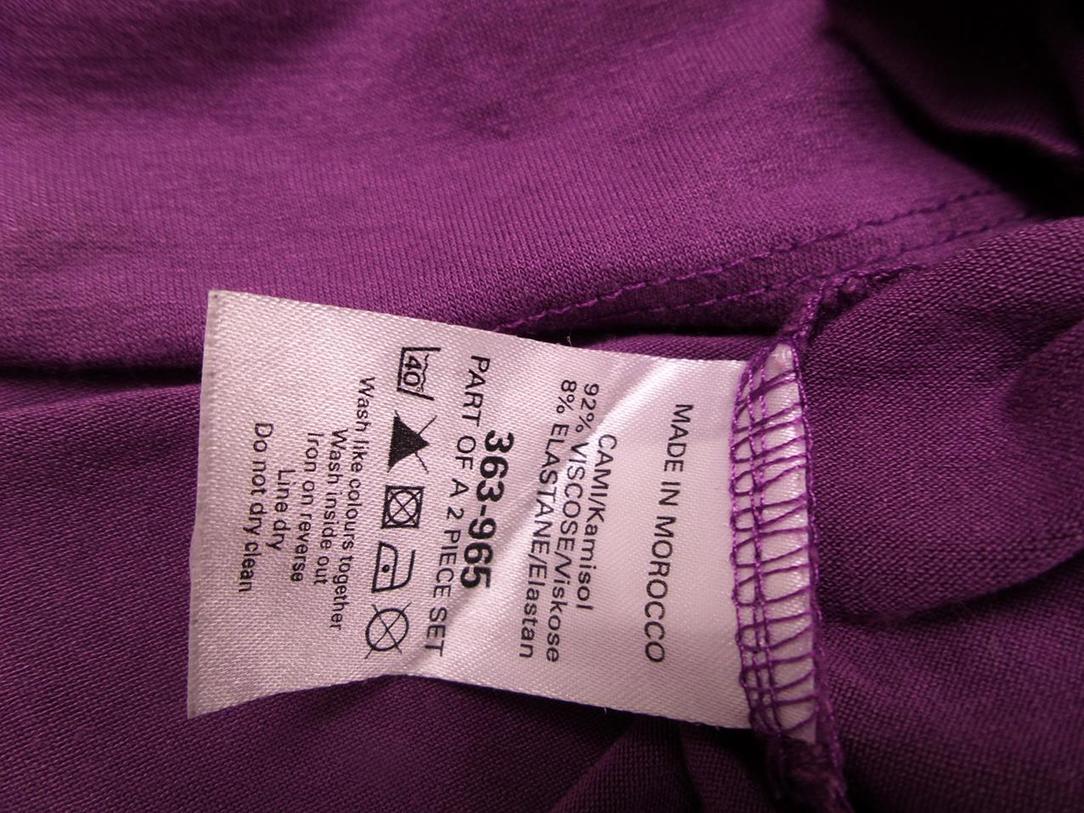 MADE IN MOROCCO
CAMI/Kamisol
92% VISCOSE/Viskose
8% ELASTANE/Elastan
363-965
PART OF A 2 PIECE SET
40°
Wash like colours together
Wash inside out
Iron on reverse
Line dry
Do not dry clean